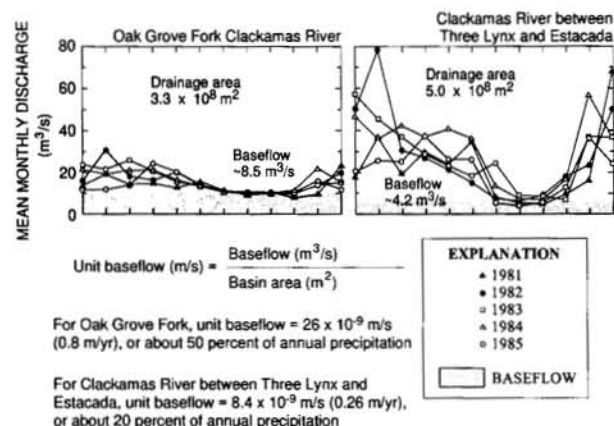 Oak Grove Fork Clackamas River
Clackamas River between
Three Lynx and Estacada
MEAN MONTHLY DISCHARGE
(m³/s)
80
60
40
20
0
Drainage area
3.3 x 10⁸ m²
Baseflow
~8.5 m³/s
Drainage area
5.0 x 10⁸ m²
Baseflow
~4.2 m³/s
Unit baseflow (m/s) = Baseflow (m³/s)
Basin area (m²)
For Oak Grove Fork, unit baseflow = 26 x 10⁻⁹ m/s
(0.8 m/yr), or about 50 percent of annual precipitation
For Clackamas River between Three Lynx and
Estacada, unit baseflow = 8.4 x 10⁻⁹ m/s (0.26 m/yr),
or about 20 percent of annual precipitation
EXPLANATION
▲ 1981
● 1982
□ 1983
△ 1984
○ 1985
BASEFLOW